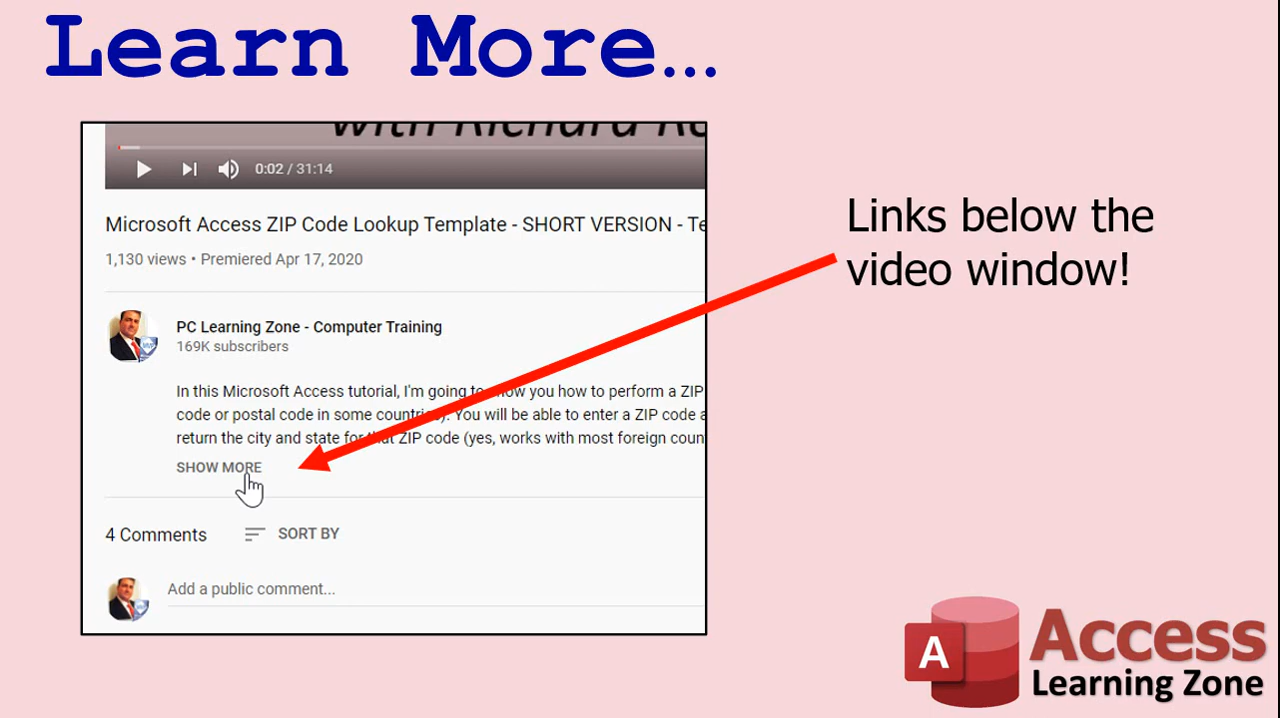 Learn More...
with Richard
0:02 / 31:14
Microsoft Access ZIP Code Lookup Template - SHORT VERSION - Te
1,130 views • Premiered Apr 17, 2020
PC Learning Zone - Computer Training
169K subscribers
In this Microsoft Access tutorial, I'm going to show you how to perform a ZIP
code or postal code in some countries). You will be able to enter a ZIP code a
return the city and state for that ZIP code (yes, works with most foreign coun
SHOW MORE
4 Comments
SORT BY
Add a public comment...
Links below the
video window!
A
Access
Learning Zone